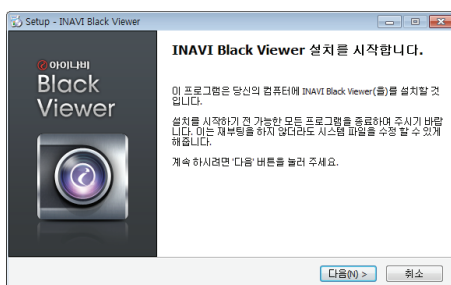 Setup - INAVI Black Viewer
아이나비
Black
Viewer
INAVI Black Viewer 설치를 시작합니다.
이 프로그램은 당신의 컴퓨터에 INAVI Black Viewer(을)를 설치할 것
입니다.
설치를 시작하기 전 가능한 모든 프로그램을 종료하여 주시기 바랍
니다. 이는 재부팅을 하지 않더라도 시스템 파일을 수정 할 수 있게
해줍니다.
계속 하시려면 '다음' 버튼을 눌러 주세요.
다음(N) >
취소